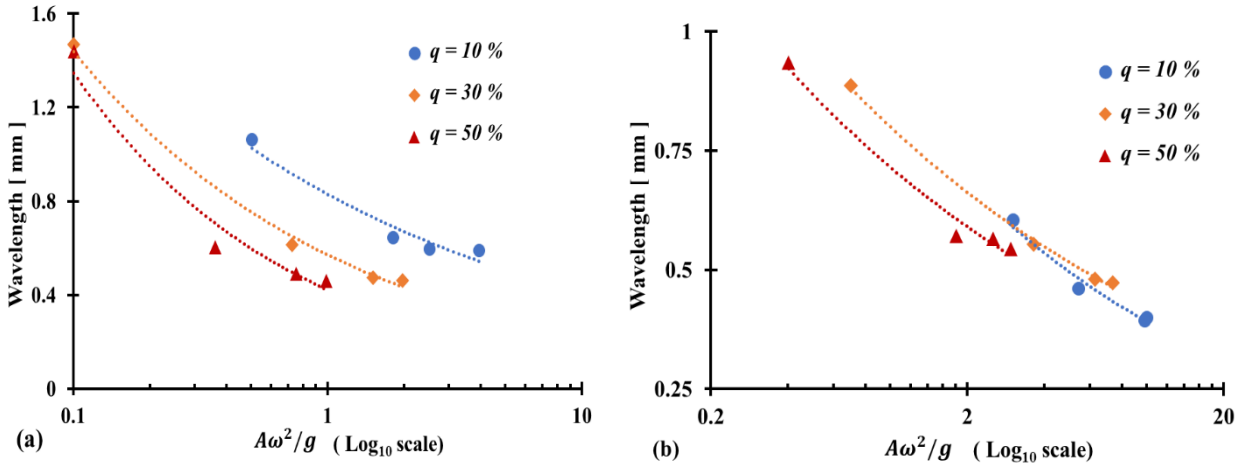 1.6
1.2
0.8
0.4
0
Wavelength [ mm ]
q = 10 %
q = 30 %
q = 50 %
0.1
1
10
(a)
Aω²/g ( Log₁₀ scale)
1
0.75
0.5
0.25
Wavelength [ mm ]
q = 10 %
q = 30 %
q = 50 %
0.2
2
20
(b)
Aω²/g ( Log₁₀ scale)